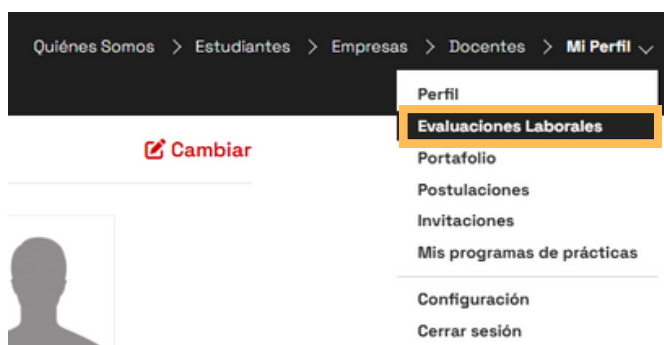 Quiénes Somos > Estudiantes > Empresas > Docentes > Mi Perfil
Perfil
Evaluaciones Laborales
Cambiar
Portafolio
Postulaciones
Invitaciones
Mis programas de prácticas
Configuración
Cerrar sesión